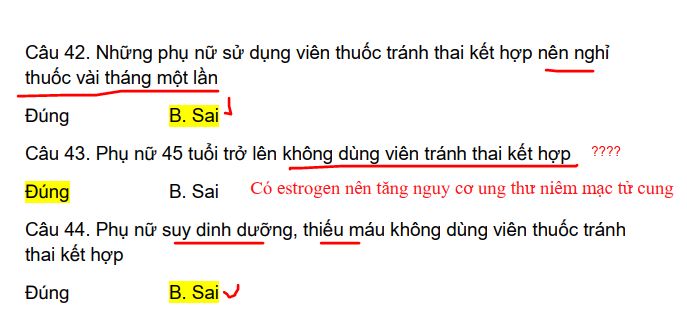 Câu 42. Những phụ nữ sử dụng viên thuốc tránh thai kết hợp nên nghỉ
thuốc vài tháng một lần
Đúng B. Sai
Câu 43. Phụ nữ 45 tuổi trở lên không dùng viên tránh thai kết hợp ????
Đúng B. Sai Có estrogen nên tăng nguy cơ ung thư niêm mạc tử cung
Câu 44. Phụ nữ suy dinh dưỡng, thiếu máu không dùng viên thuốc tránh
thai kết hợp
Đúng B. Sai